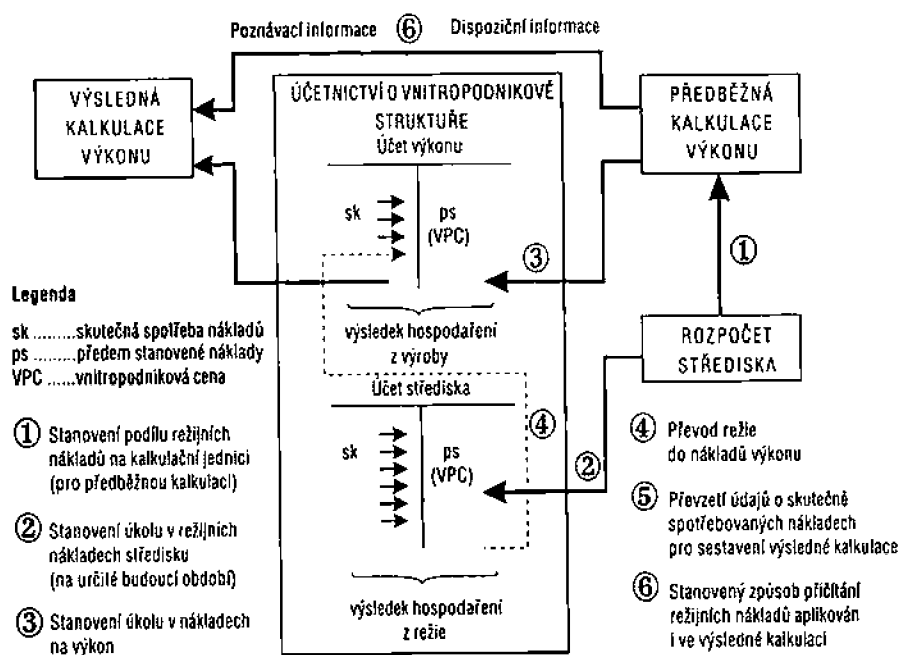 Poznávací informace ⑥ Dispoziční informace
VÝSLEDNÁ
KALKULACE
VÝKONU
ÚČETNICTVÍ O VNITROPODNIKOVÉ
STRUKTUŘE
Účet výkonu
sk
ps
(VPC)
výsledek hospodaření
z výroby
Účet střediska
sk
ps
(VPC)
výsledek hospodaření
z režie
PŘEDBĚŽNÁ
KALKULACE
VÝKONU
①
③
ROZPOČET
STŘEDISKA
④
②
Legenda
sk .........skutečná spotřeba nákladů
ps .........předem stanovené náklady
VPC ......vnitropodniková cena
① Stanovení podílu režijních
nákladů na kalkulační jednici
(pro předběžnou kalkulaci)
② Stanovení úkolu v režijních
nákladech středisku
(na určité budoucí období)
③ Stanovení úkolu v nákladech
na výkon
④ Převod režie
do nákladů výkonu
⑤ Převzetí údajů o skutečně
spotřebovaných nákladech
pro sestavení výsledné kalkulace
⑥ Stanovený způsob přičítání
režijních nákladů aplikován
i ve výsledné kalkulaci